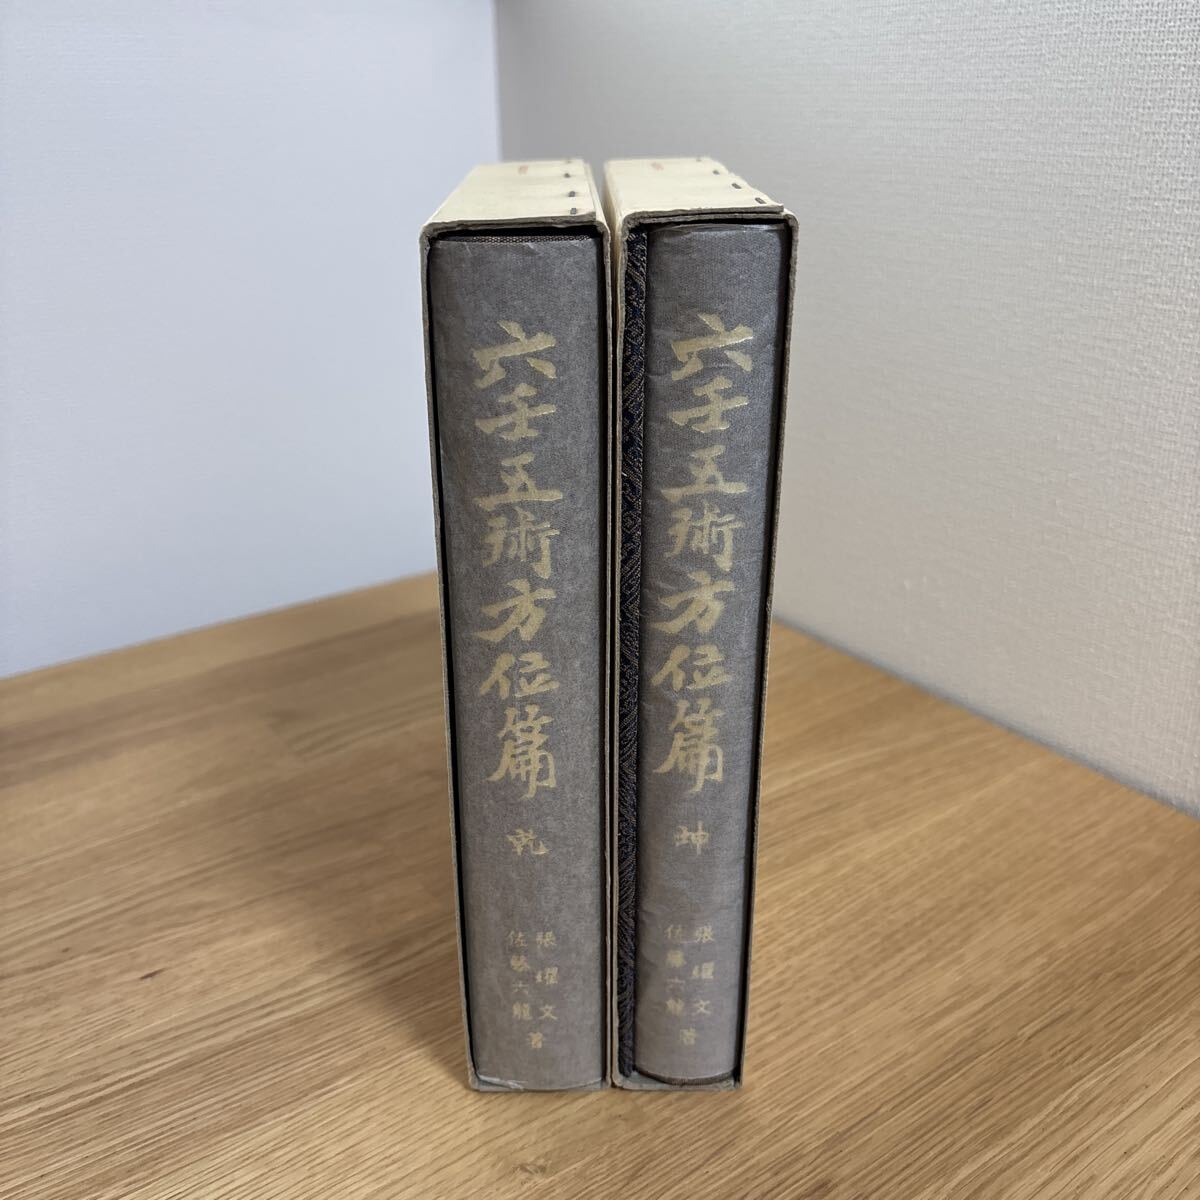 六壬五術方位篇 乾
張耀文
佐藤六龍
著
六壬五術方位篇 坤
張耀文
佐藤六龍
著